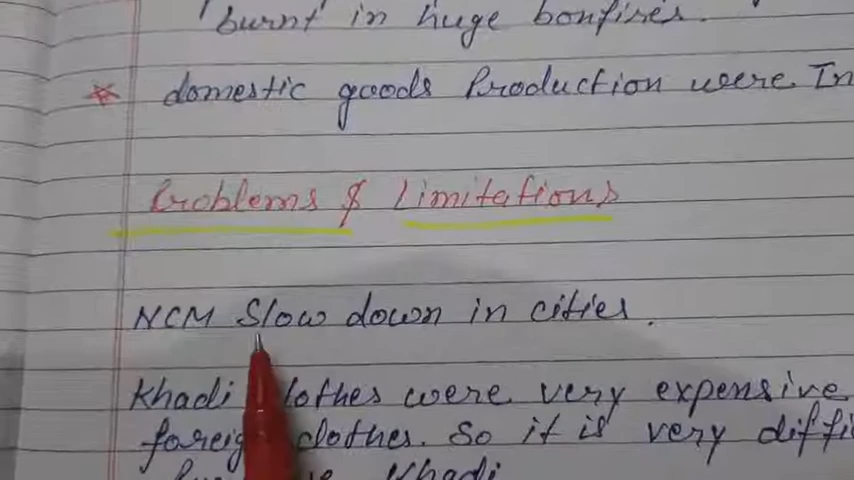 'burnt' in huge bonfires.
* domestic goods Production were In
Problems & Limitations
NCM Slow down in cities.
Khadi clothes were very expensive
foreign clothes. So it is very diffi
Khadi